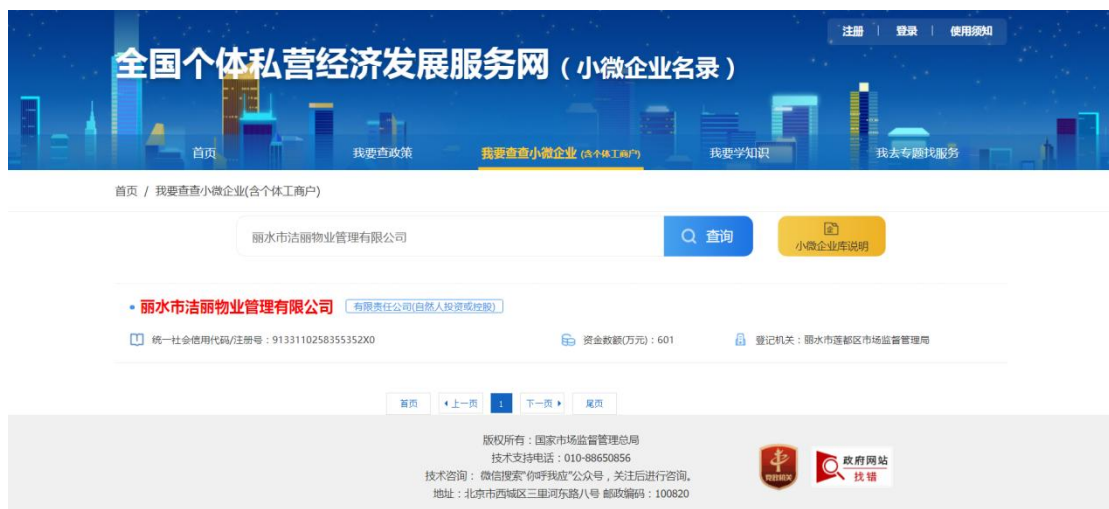 注册 | 登录 | 使用须知
全国个体私营经济发展服务网（小微企业名录）
首页 我要查政策 我要查查小微企业 (含个体工商户) 我要学知识 我去专题找服务
首页 / 我要查查小微企业(含个体工商户)
丽水市洁丽物业管理有限公司 查询 小微企业库说明
丽水市洁丽物业管理有限公司 有限责任公司(自然人投资或控股)
统一社会信用代码/注册号：9133110258355352X0 资金数额(万元)：601 登记机关：丽水市莲都区市场监督管理局
首页 上一页 1 下一页 尾页
版权所有：国家市场监督管理总局
技术支持电话：010-88650856
技术咨询： 微信搜索"你呼我应"公众号，关注后进行咨询。
地址：北京市西城区三里河东路八号 邮政编码：100820
党政机关
政府网站
找错